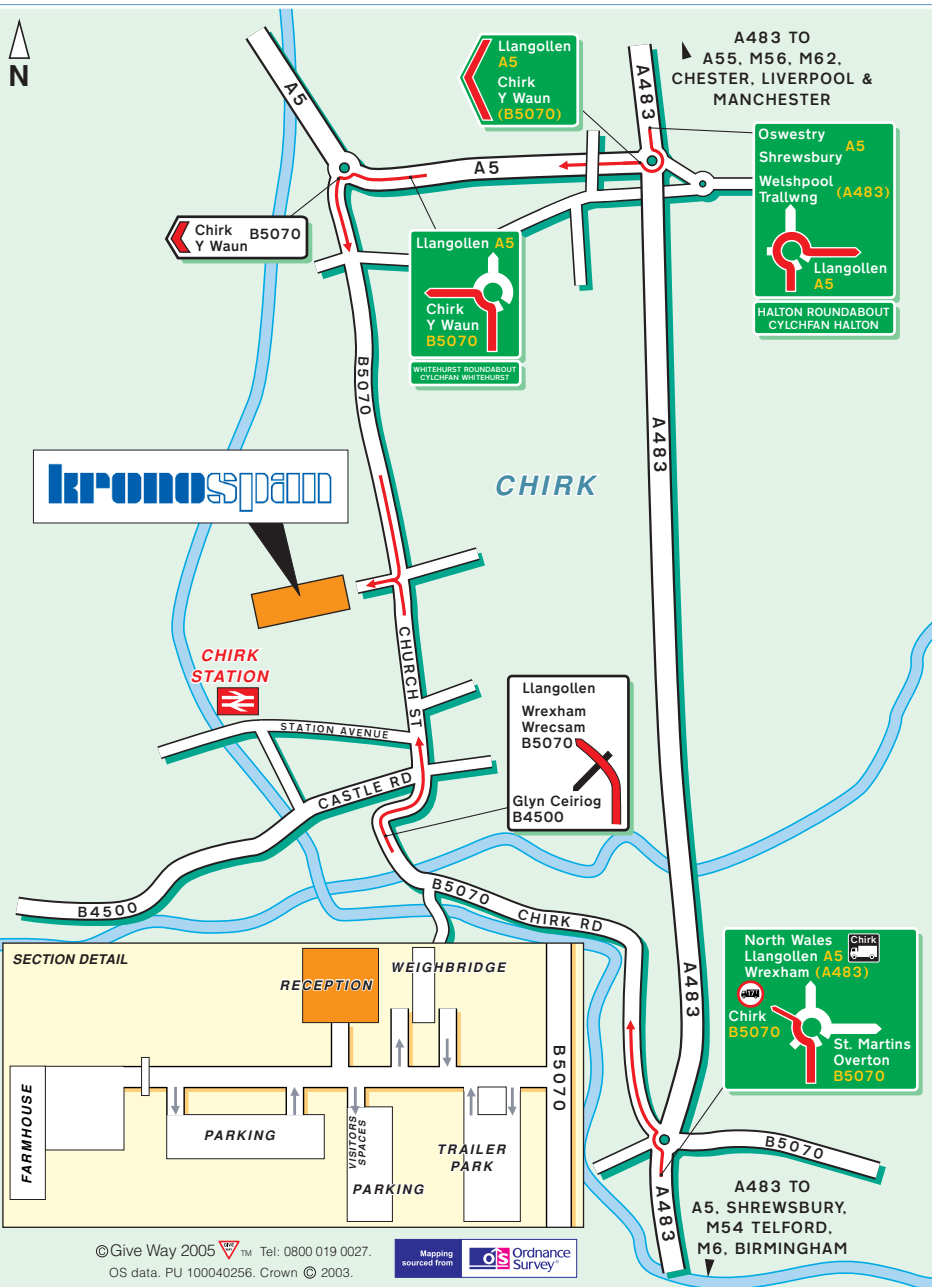 N
A5
Llangollen
A5
Chirk
Y Waun
(B5070)
A483
A483 TO
A55, M56, M62,
CHESTER, LIVERPOOL &
MANCHESTER
Oswestry
A5
Shrewsbury
Welshpool
Trallwng
(A483)
Llangollen
A5
HALTON ROUNDABOUT
CYLCHFAN HALTON
A5
Chirk
Y Waun
B5070
Llangollen A5
Chirk
Y Waun
B5070
WHITEHURST ROUNDABOUT
CYLCHFAN WHITEHURST
B5070
A483
kronospan
CHIRK
CHURCH ST
CHIRK
STATION
STATION AVENUE
CASTLE RD
Llangollen
Wrexham
Wrecsam
B5070
Glyn Ceiriog
B4500
B4500
B5070
CHIRK RD
A483
North Wales
Llangollen A5
Wrexham (A483)
Chirk
17T
Chirk
B5070
St. Martins
Overton
B5070
B5070
A483
A483 TO
A5, SHREWSBURY,
M54 TELFORD,
M6, BIRMINGHAM
SECTION DETAIL
RECEPTION
WEIGHBRIDGE
B5070
FARMHOUSE
PARKING
VISITORS
SPACES
PARKING
TRAILER
PARK
© Give Way 2005 GIVE WAY TM Tel: 0800 019 0027.
OS data. PU 100040256. Crown © 2003.
Mapping
sourced from
OS Ordnance
Survey®